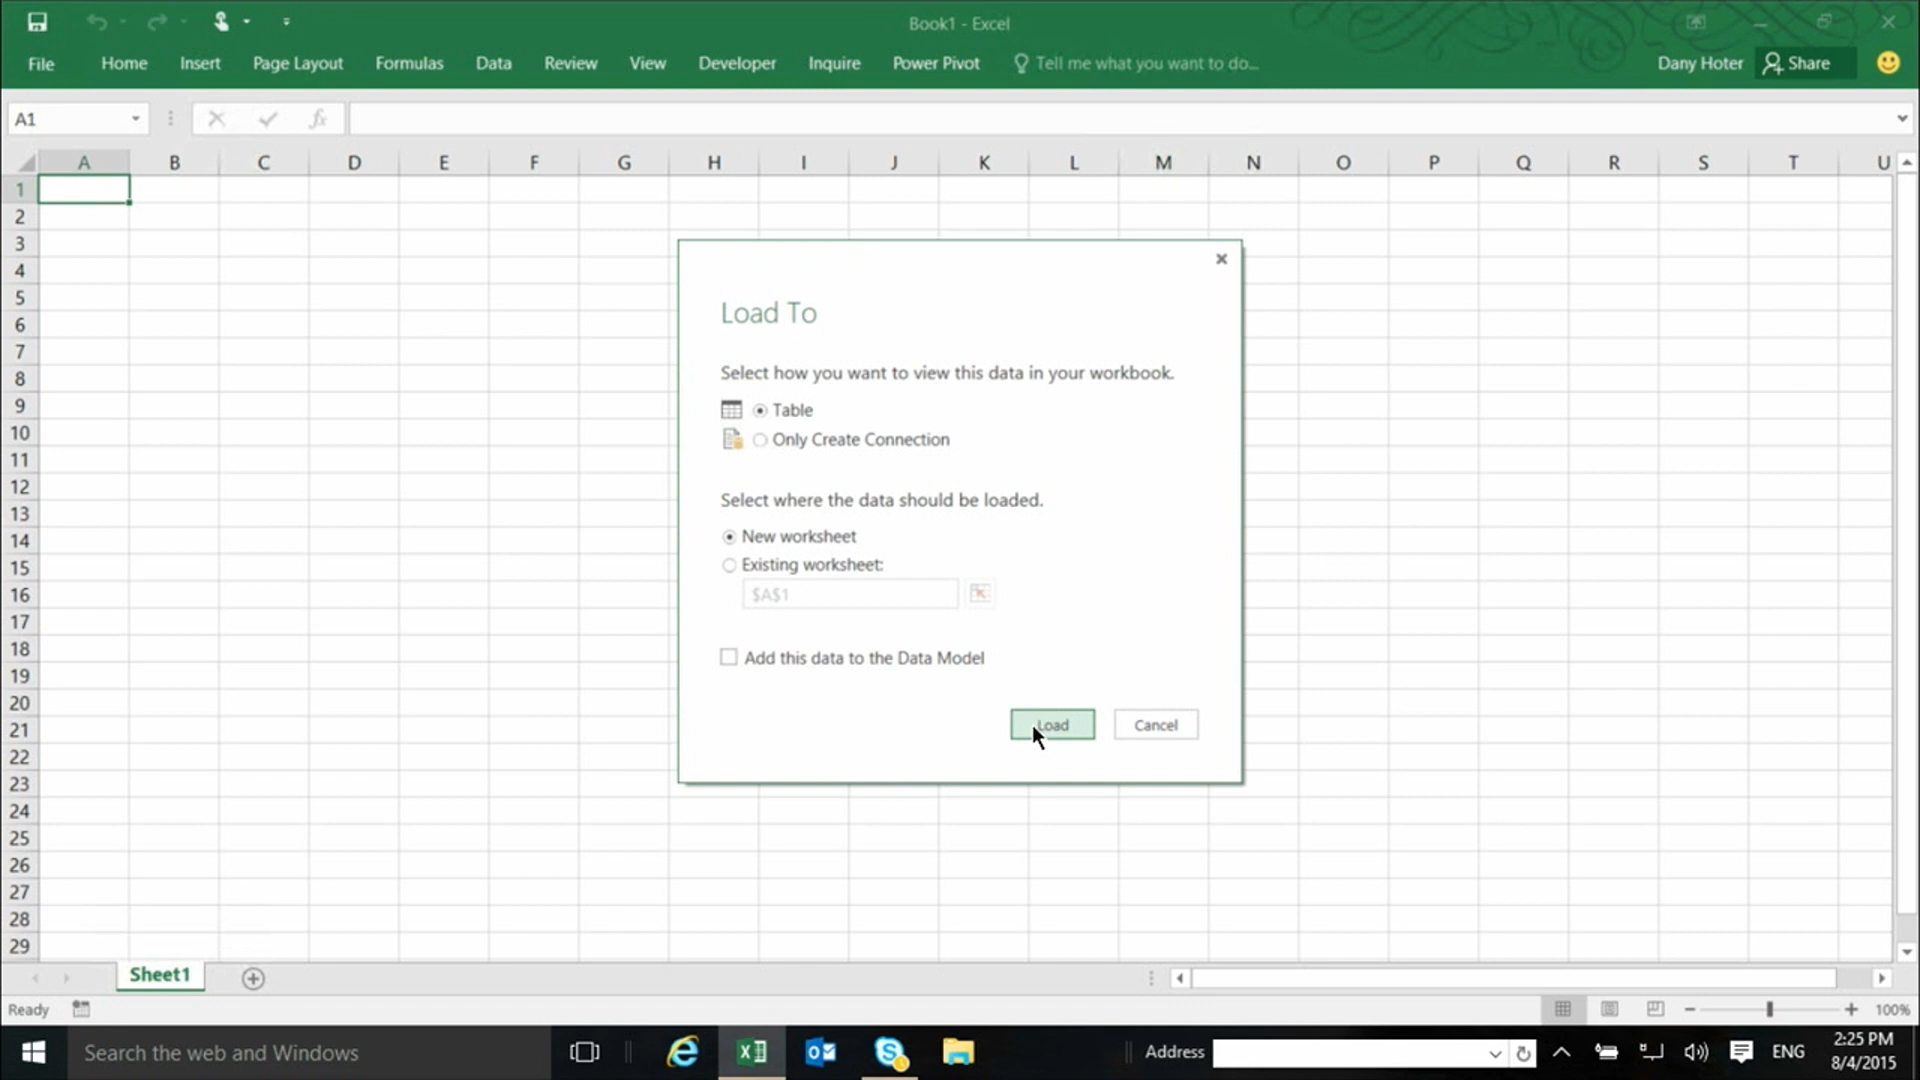 Book1 - Excel
File Home Insert Page Layout Formulas Data Review View Developer Inquire Power Pivot Tell me what you want to do... Dany Hoter Share
A1 fx
A B C D E F G H I J K L M N O P Q R S T U
1
2
3
4
5
6
7
8
9
10
11
12
13
14
15
16
17
18
19
20
21
22
23
24
25
26
27
28
29
Load To
Select how you want to view this data in your workbook.
Table
Only Create Connection
Select where the data should be loaded.
New worksheet
Existing worksheet:
$A$1
Add this data to the Data Model
Load Cancel
Sheet1
Ready 100%
Search the web and Windows Address ENG 2:25 PM
8/4/2015